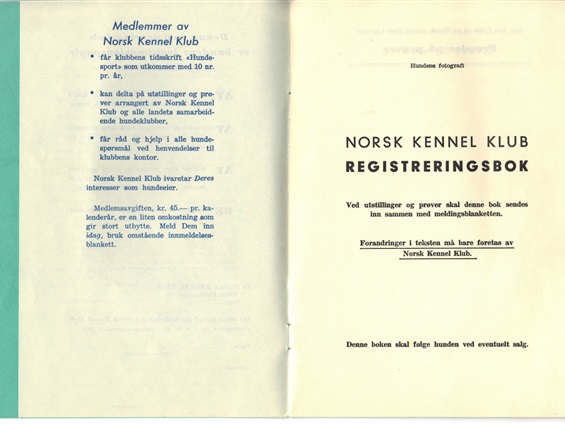 Medlemmer av
Norsk Kennel Klub
• får klubbens tidsskrift «Hunde-
sport» som utkommer med 10 nr.
pr. år,
• kan delta på utstillinger og prø-
ver arrangert av Norsk Kennel
Klub og alle landets samarbeid-
ende hundeklubber,
• får råd og hjelp i alle hunde-
spørsmål ved henvendelser til
klubbens kontor.
Norsk Kennel Klub ivaretar Deres
interesser som hundeeier.
Medlemsavgiften, kr. 45.— pr. ka-
lenderår, er en liten omkostning som
gir stort utbytte. Meld Dem inn
idag, bruk omstående innmeldelses-
blankett.
Hundens fotografi
NORSK KENNEL KLUB
REGISTRERINGSBOK
Ved utstillinger og prøver skal denne bok sendes
inn sammen med meldingsblanketten.
Forandringer i teksten må bare foretas av
Norsk Kennel Klub.
Denne boken skal følge hunden ved eventuelt salg.